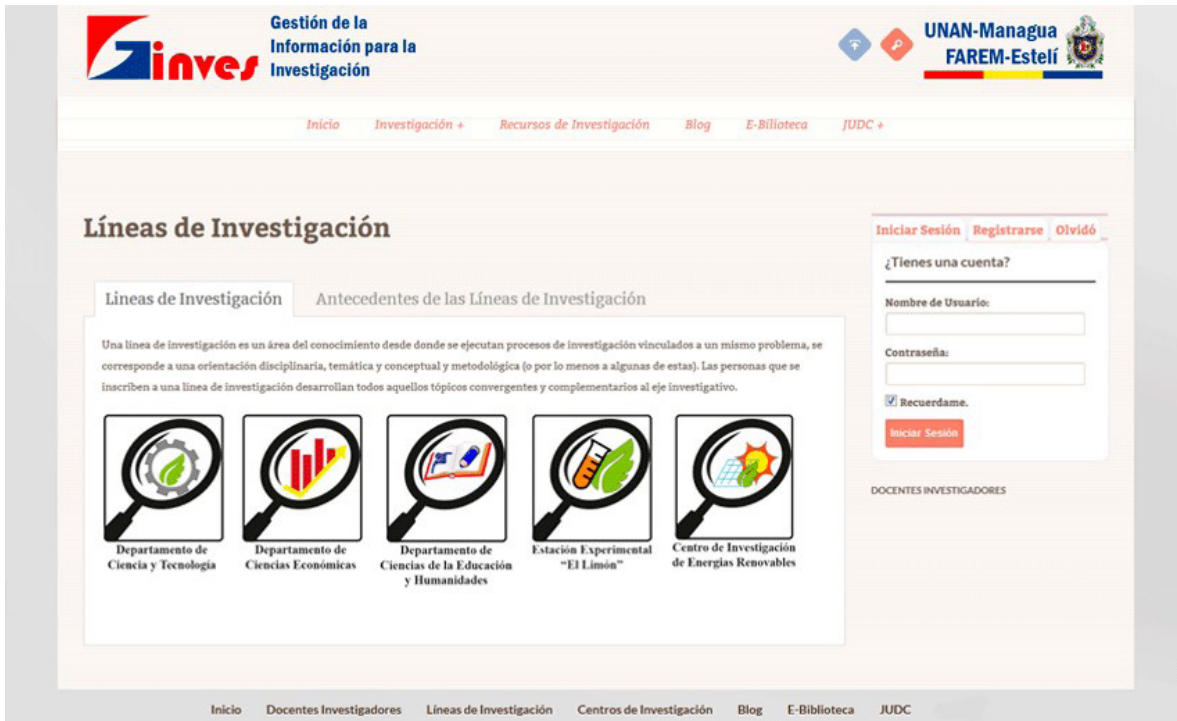 Ginves
Gestión de la
Información para la
Investigación
UNAN-Managua
FAREM-Estelí
Inicio Investigación + Recursos de Investigación Blog E-Bilioteca JUDC +
Líneas de Investigación
Lineas de Investigación Antecedentes de las Líneas de Investigación
Una línea de investigación es un área del conocimiento desde donde se ejecutan procesos de investigación vinculados a un mismo problema, se
corresponde a una orientación disciplinaria, temática y conceptual y metodológica (o por lo menos a algunas de estas). Las personas que se
inscriben a una línea de investigación desarrollan todos aquellos tópicos convergentes y complementarios al eje investigativo.
Departamento de
Ciencia y Tecnología
Departamento de
Ciencias Económicas
Departamento de
Ciencias de la Educación
y Humanidades
Estación Experimental
"El Limón"
Centro de Investigación
de Energías Renovables
Iniciar Sesión Registrarse Olvidó
¿Tienes una cuenta?
Nombre de Usuario:
Contraseña:
Recuerdame.
Iniciar Sesión
DOCENTES INVESTIGADORES
Inicio Docentes Investigadores Líneas de Investigación Centros de Investigación Blog E-Biblioteca JUDC